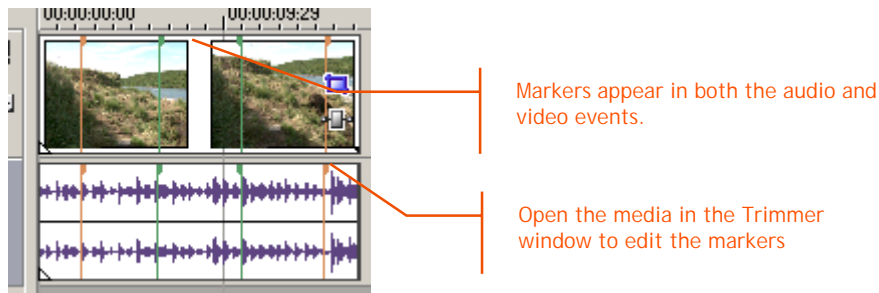 00:00:00:00 00:00:09:29
Markers appear in both the audio and
video events.
Open the media in the Trimmer
window to edit the markers